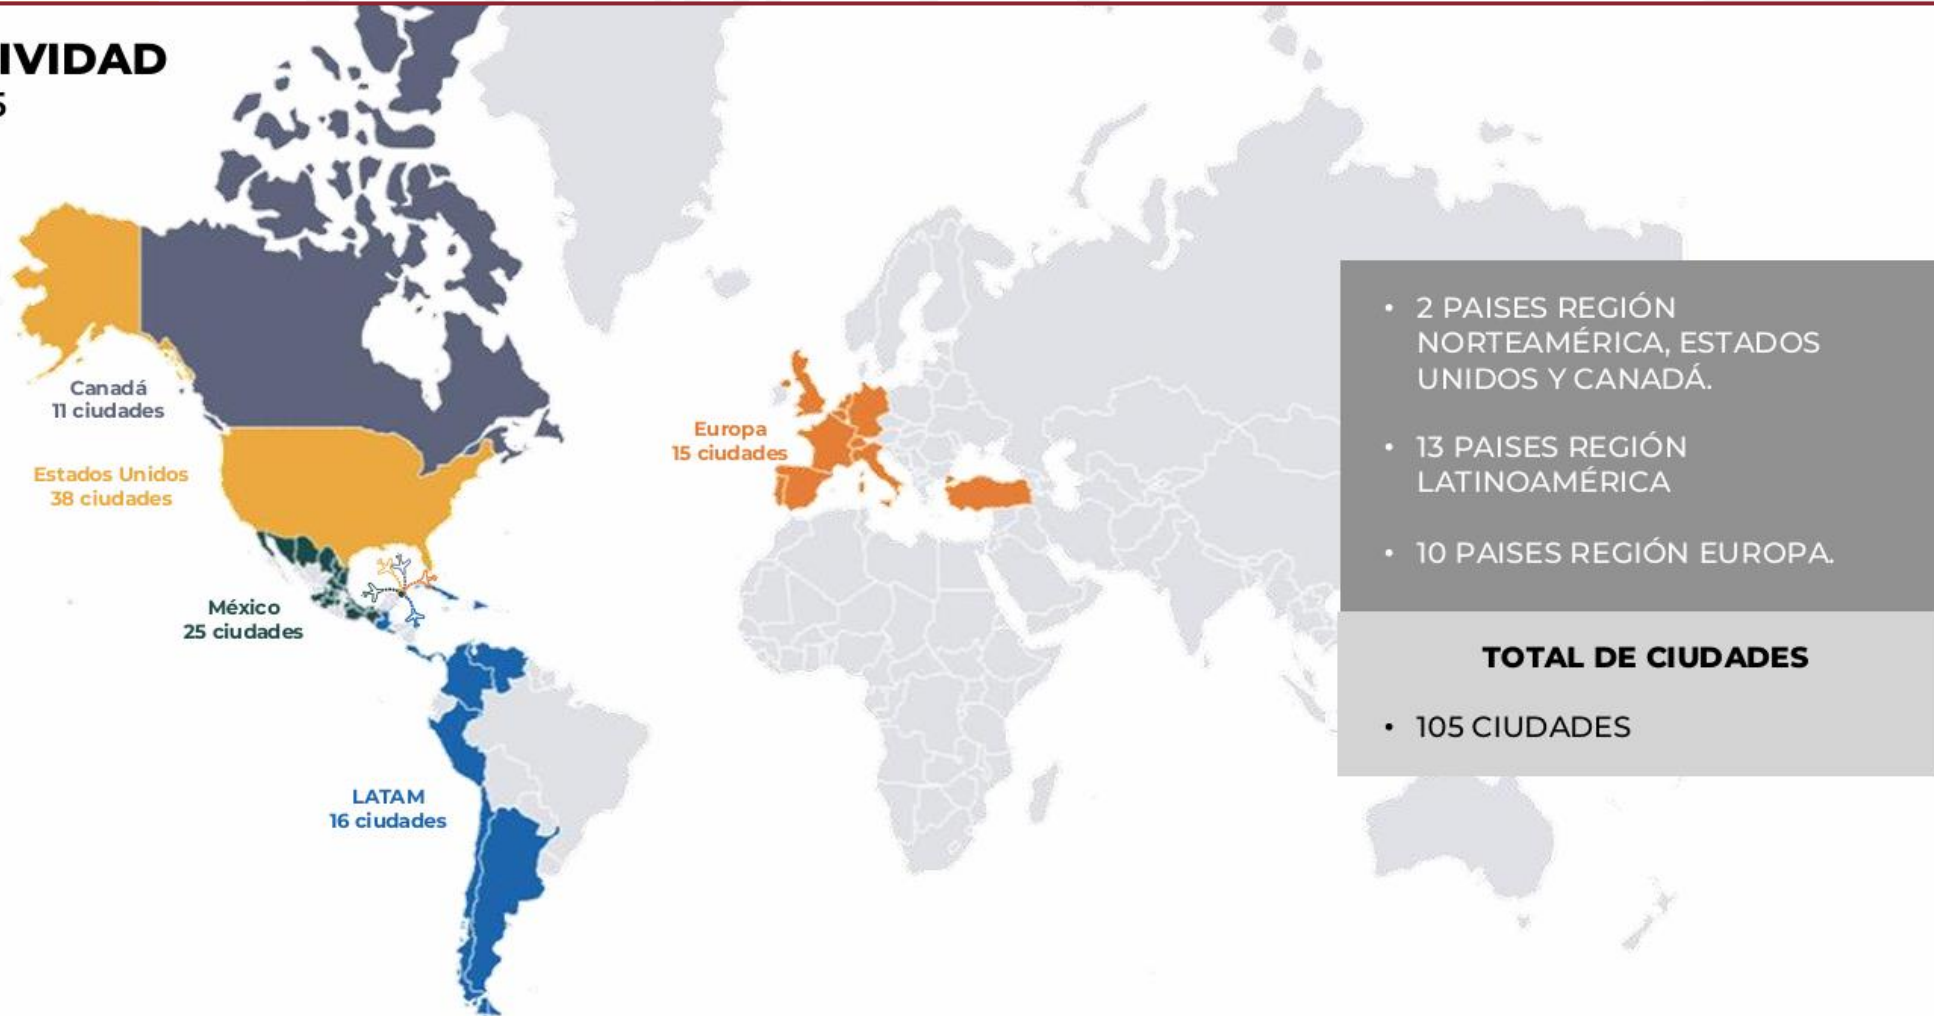 IVIDAD
5
Canadá
11 ciudades
Estados Unidos
38 ciudades
México
25 ciudades
LATAM
16 ciudades
Europa
15 ciudades
• 2 PAISES REGIÓN
NORTEAMÉRICA, ESTADOS
UNIDOS Y CANADÁ.
• 13 PAISES REGIÓN
LATINOAMÉRICA
• 10 PAISES REGIÓN EUROPA.
TOTAL DE CIUDADES
• 105 CIUDADES